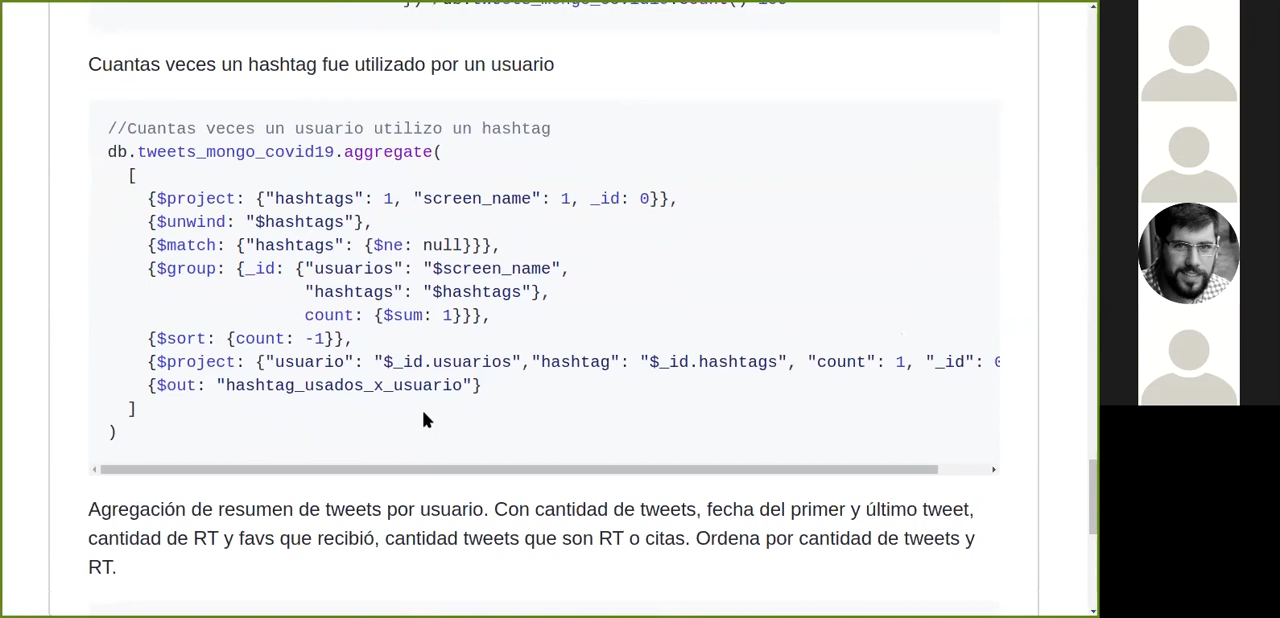 Cuantas veces un hashtag fue utilizado por un usuario
//Cuantas veces un usuario utilizo un hashtag
db.tweets_mongo_covid19.aggregate(
[
{$project: {"hashtags": 1, "screen_name": 1, _id: 0}},
{$unwind: "$hashtags"},
{$match: {"hashtags": {$ne: null}}},
{$group: {_id: {"usuarios": "$screen_name",
"hashtags": "$hashtags"},
count: {$sum: 1}}},
{$sort: {count: -1}},
{$project: {"usuario": "$_id.usuarios","hashtag": "$_id.hashtags", "count": 1, "_id": 0
{$out: "hashtag_usados_x_usuario"}
]
)
Agregación de resumen de tweets por usuario. Con cantidad de tweets, fecha del primer y último tweet,
cantidad de RT y favs que recibió, cantidad tweets que son RT o citas. Ordena por cantidad de tweets y
RT.